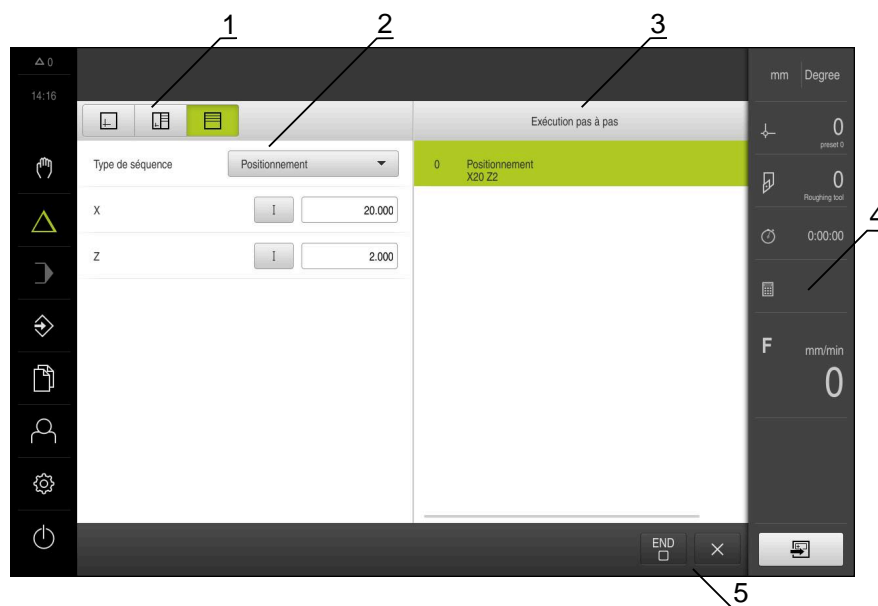 1 2 3
0
14:16
mm Degree
Exécution pas à pas
0
preset 0
Type de séquence Positionnement
0 Positionnement
X20 Z2
0
Roughing tool
X I 20.000
4
0:00:00
Z I 2.000
F mm/min
0
END
5